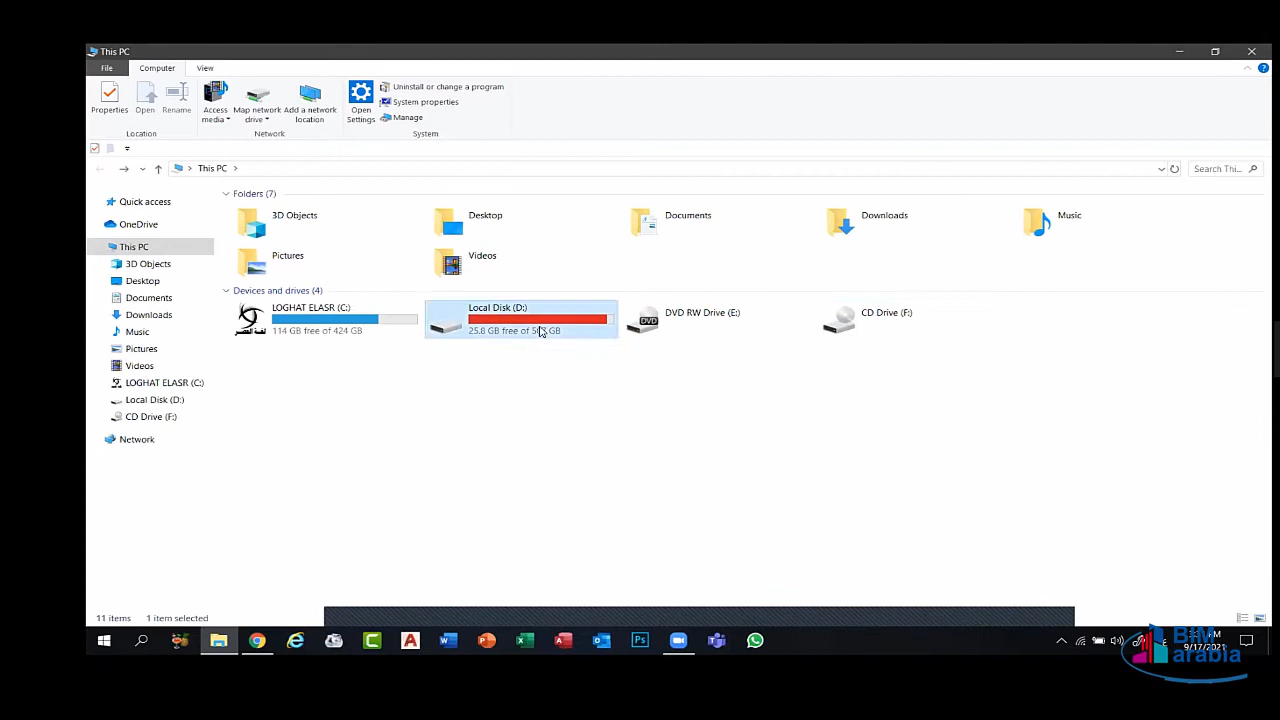 This PC
File Computer View
Properties Open Rename Access media Map network drive Add a network location Open Settings Uninstall or change a program
System properties
Manage
Location Network System
This PC Search Thi...
Quick access
OneDrive
This PC
3D Objects
Desktop
Documents
Downloads
Music
Pictures
Videos
LOGHAT ELASR (C:)
Local Disk (D:)
CD Drive (F:)
Network
Folders (7)
3D Objects Desktop Documents Downloads Music
Pictures Videos
Devices and drives (4)
LOGHAT ELASR (C:) Local Disk (D:) DVD RW Drive (E:) CD Drive (F:)
لغة العصر
114 GB free of 424 GB 25.8 GB free of GB
DVD
11 items 1 item selected
A W P X A O Ps T
AM
9/17/2021
BIM
arabia